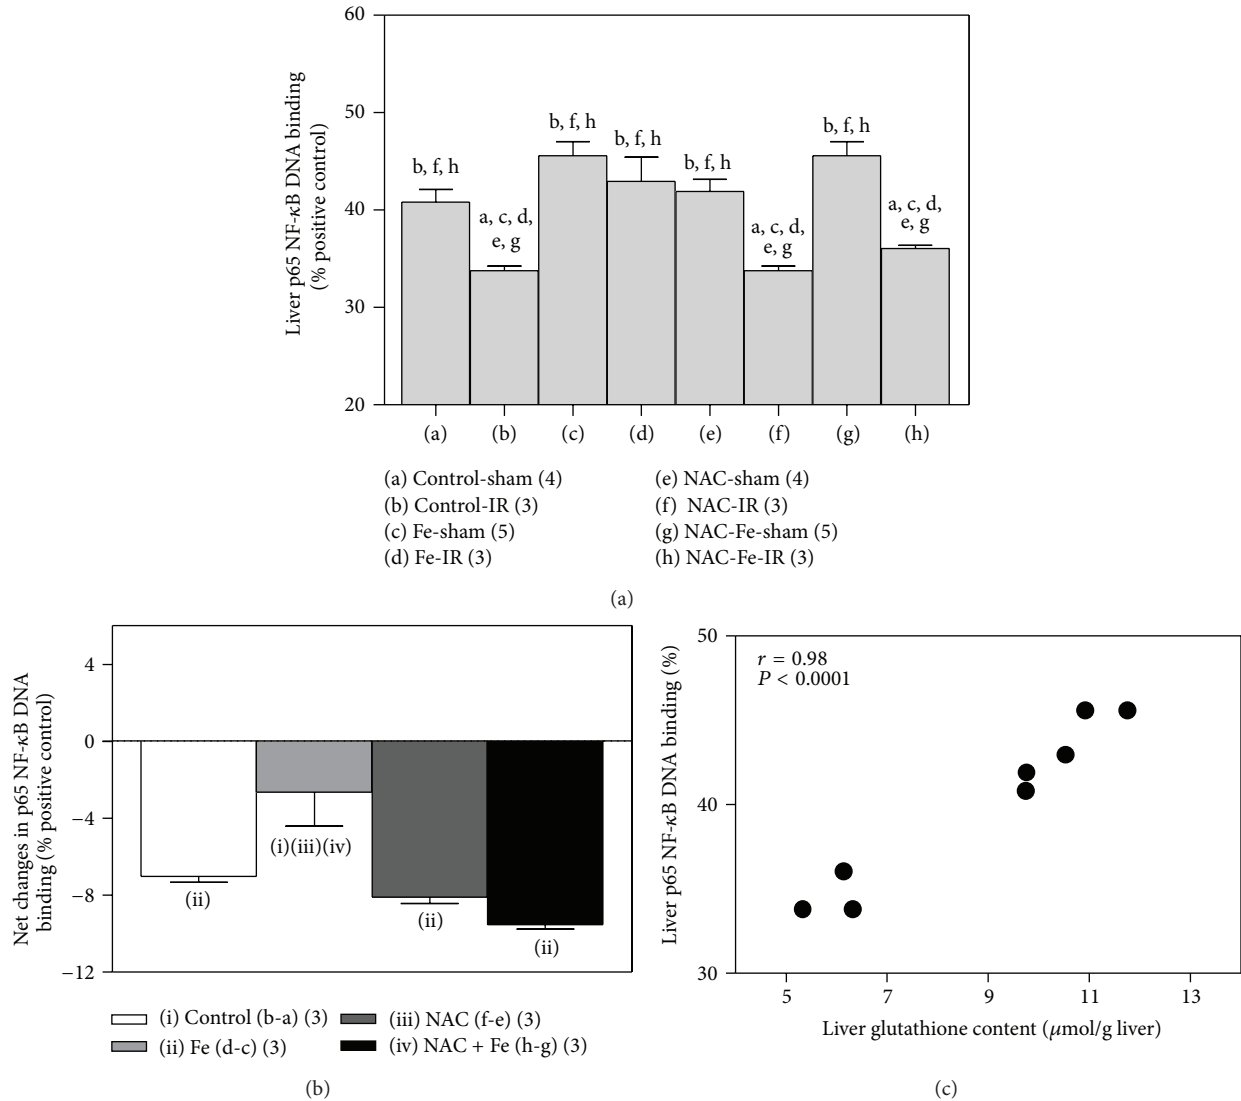 Liver p65 NF-κB DNA binding
(% positive control)
60
50
40
30
20
b, f, h
a, c, d,
e, g
b, f, h
b, f, h
b, f, h
a, c, d,
e, g
b, f, h
a, c, d,
e, g
(a) (b) (c) (d) (e) (f) (g) (h)
(a) Control-sham (4)
(b) Control-IR (3)
(c) Fe-sham (5)
(d) Fe-IR (3)
(e) NAC-sham (4)
(f) NAC-IR (3)
(g) NAC-Fe-sham (5)
(h) NAC-Fe-IR (3)
(a)
Net changes in p65 NF-κB DNA
binding (% positive control)
4
0
−4
−8
−12
(ii)
(i)(iii)(iv)
(ii)
(ii)
(i) Control (b-a) (3)
(ii) Fe (d-c) (3)
(iii) NAC (f-e) (3)
(iv) NAC + Fe (h-g) (3)
(b)
Liver p65 NF-κB DNA binding (%)
50
40
30
r = 0.98
P < 0.0001
5 7 9 11 13
Liver glutathione content (μmol/g liver)
(c)